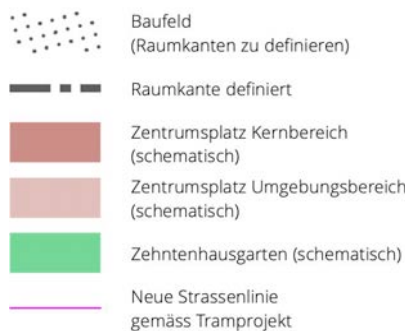 Baufeld
(Raumkanten zu definieren)
Raumkante definiert
Zentrumsplatz Kernbereich
(schematisch)
Zentrumsplatz Umgebungsbereich
(schematisch)
Zehntenhausgarten (schematisch)
Neue Strassenlinie
gemäss Tramprojekt